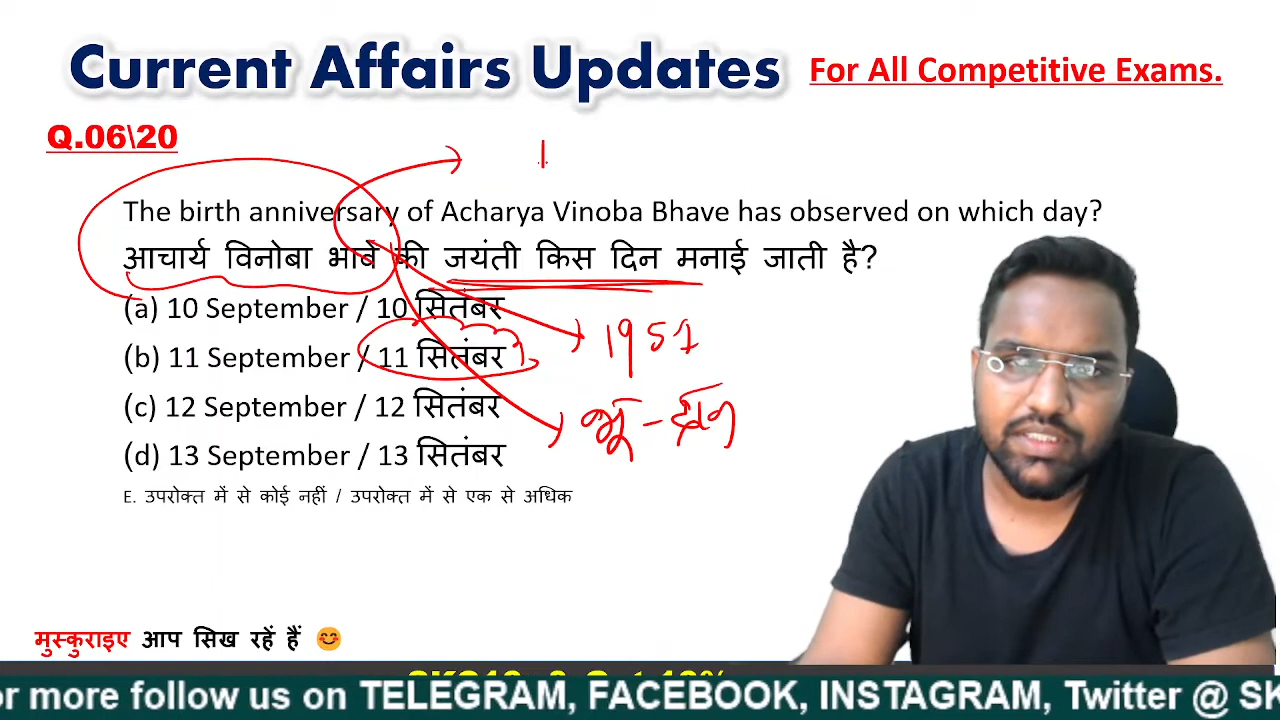 Current Affairs Updates
For All Competitive Exams.
Q.06\20
The birth anniversary of Acharya Vinoba Bhave has observed on which day?
आचार्य विनोबा भावे की जयंती किस दिन मनाई जाती है?
(a) 10 September / 10 सितंबर
(b) 11 September / 11 सितंबर
1951
(c) 12 September / 12 सितंबर
भू - दान
(d) 13 September / 13 सितंबर
E. उपरोक्त में से कोई नहीं / उपरोक्त में से एक से अधिक
मुस्कुराइए आप सिख रहें हैं 😊
or more follow us on TELEGRAM, FACEBOOK, INSTAGRAM, Twitter @ SK